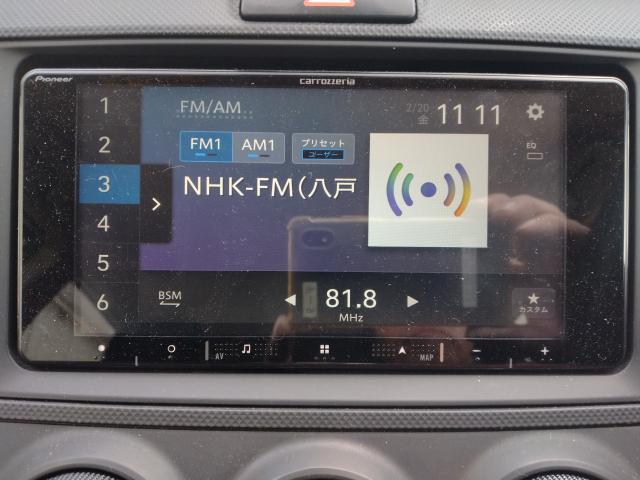 Pioneer
carrozzeria
1
2
3
4
5
6
FM/AM
2/20
金
11 11
FM1
AM1
プリセット
ユーザー
EQ
NHK-FM(八戸
BSM
81.8
MHz
カスタム
AV
MAP